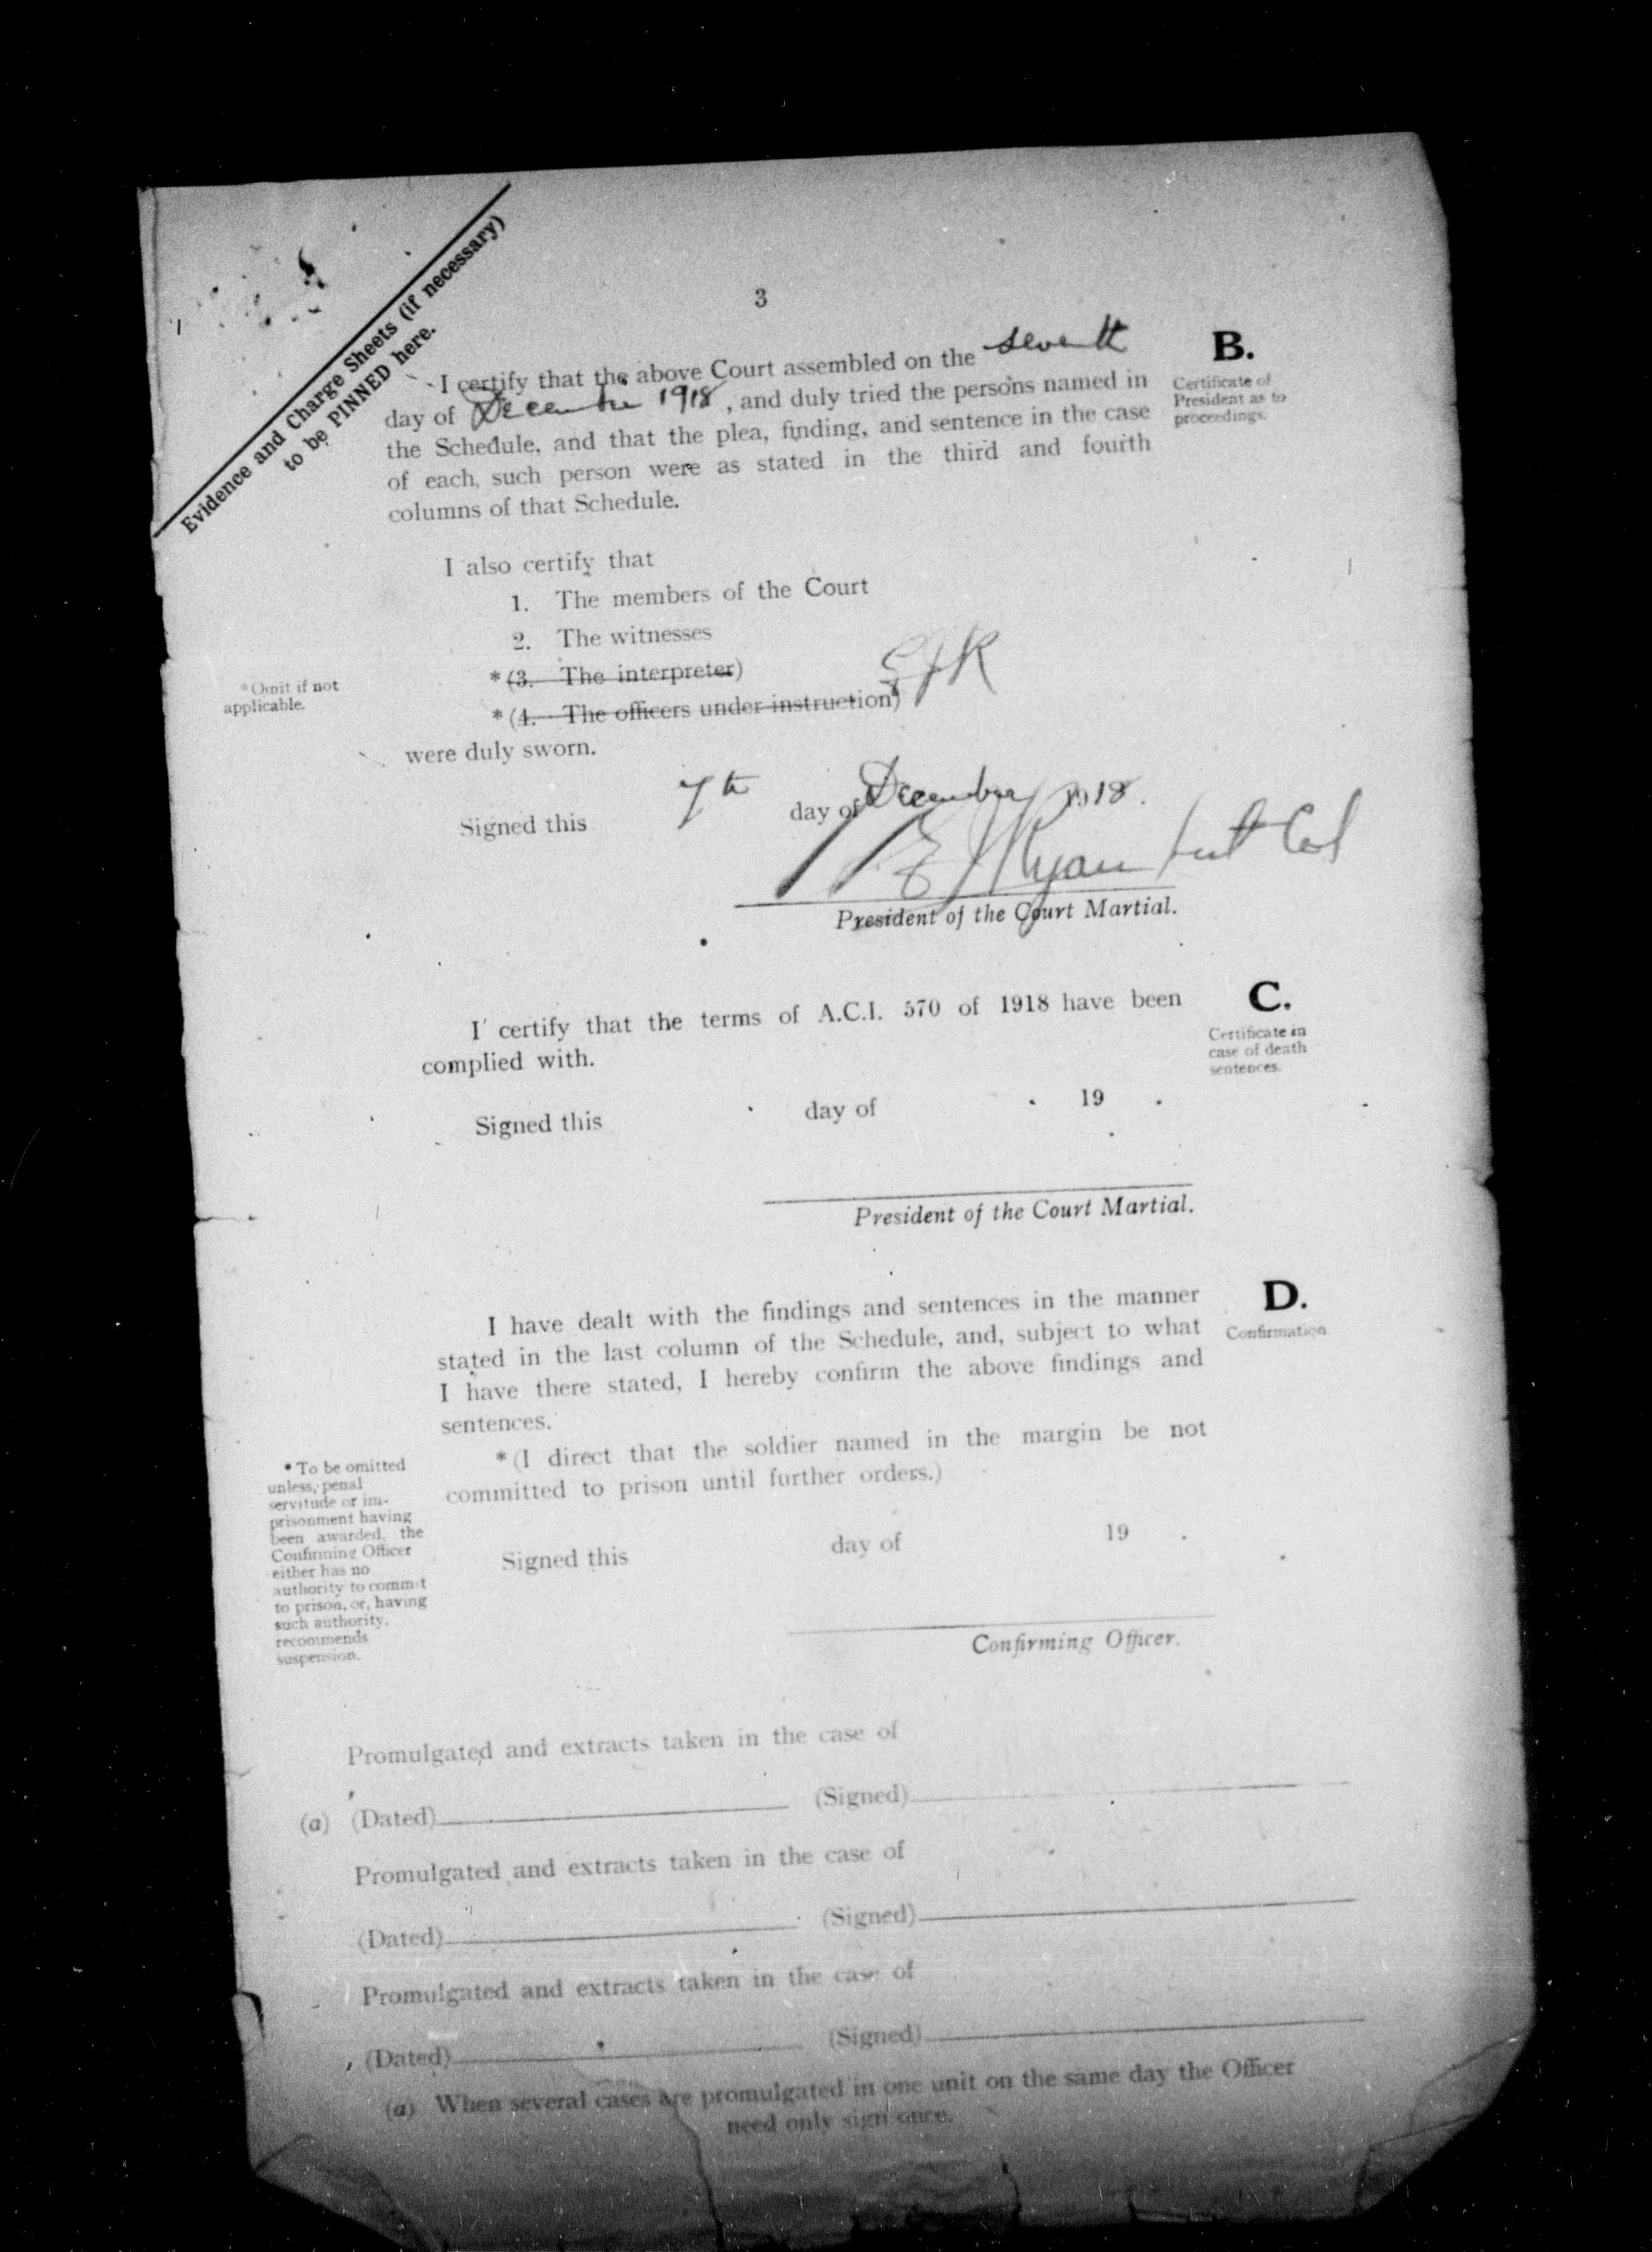 Evidence and Charge Sheets (if necessary)
to be PINNED here.
3
I certify that the above Court assembled on the seventh
day of December 1918, and duly tried the persons named in
the Schedule, and that the plea, finding, and sentence in the case
of each, such person were as stated in the third and fourth
columns of that Schedule.
B.
Certificate of
President as to
proceedings.
I also certify that
1. The members of the Court
2. The witnesses
*(3. The interpreter)
*(4. The officers under instruction)
EJR
*Omit if not
applicable.
were duly sworn.
Signed this 7th day of December 1918.
E J Ryan Lieut Col
President of the Court Martial.
I certify that the terms of A.C.I. 570 of 1918 have been
complied with.
C.
Certificate in
case of death
sentences.
Signed this day of 19 .
President of the Court Martial.
I have dealt with the findings and sentences in the manner
stated in the last column of the Schedule, and, subject to what
I have there stated, I hereby confirm the above findings and
sentences.
D.
Confirmation
*(I direct that the soldier named in the margin be not
committed to prison until further orders.)
* To be omitted
unless, penal
servitude or im-
prisonment having
been awarded, the
Confirming Officer
either has no
authority to commit
to prison, or, having
such authority,
recommends
suspension.
Signed this day of 19 .
Confirming Officer.
Promulgated and extracts taken in the case of
(a) (Dated) (Signed)
Promulgated and extracts taken in the case of
(Dated) (Signed)
Promulgated and extracts taken in the case of
(Dated) (Signed)
(a) When several cases are promulgated in one unit on the same day the Officer
need only sign once.